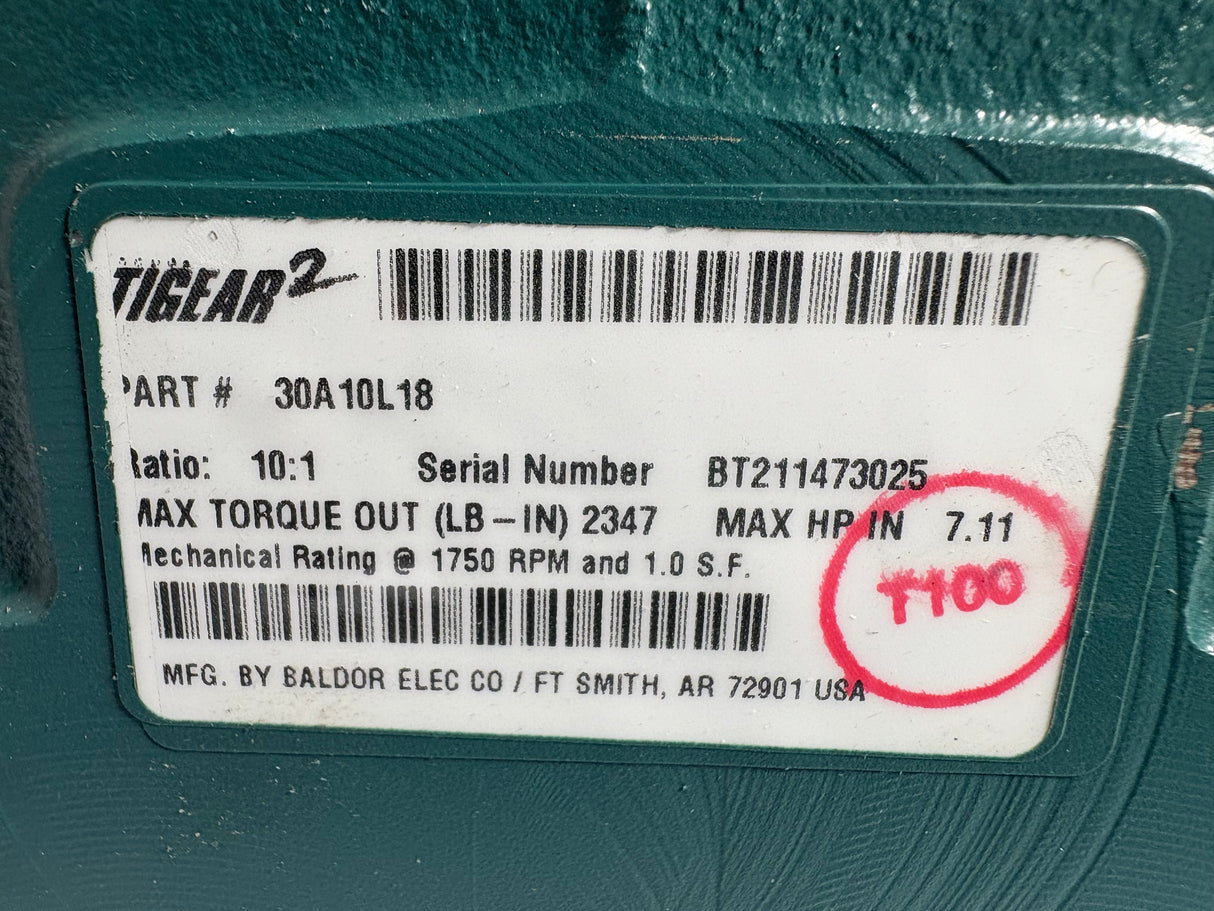 TIGEAR2
PART # 30A10L18
Ratio: 10:1 Serial Number BT211473025
MAX TORQUE OUT (LB-IN) 2347 MAX HP IN 7.11
Mechanical Rating @ 1750 RPM and 1.0 S.F.
T100
MFG. BY BALDOR ELEC CO / FT SMITH, AR 72901 USA